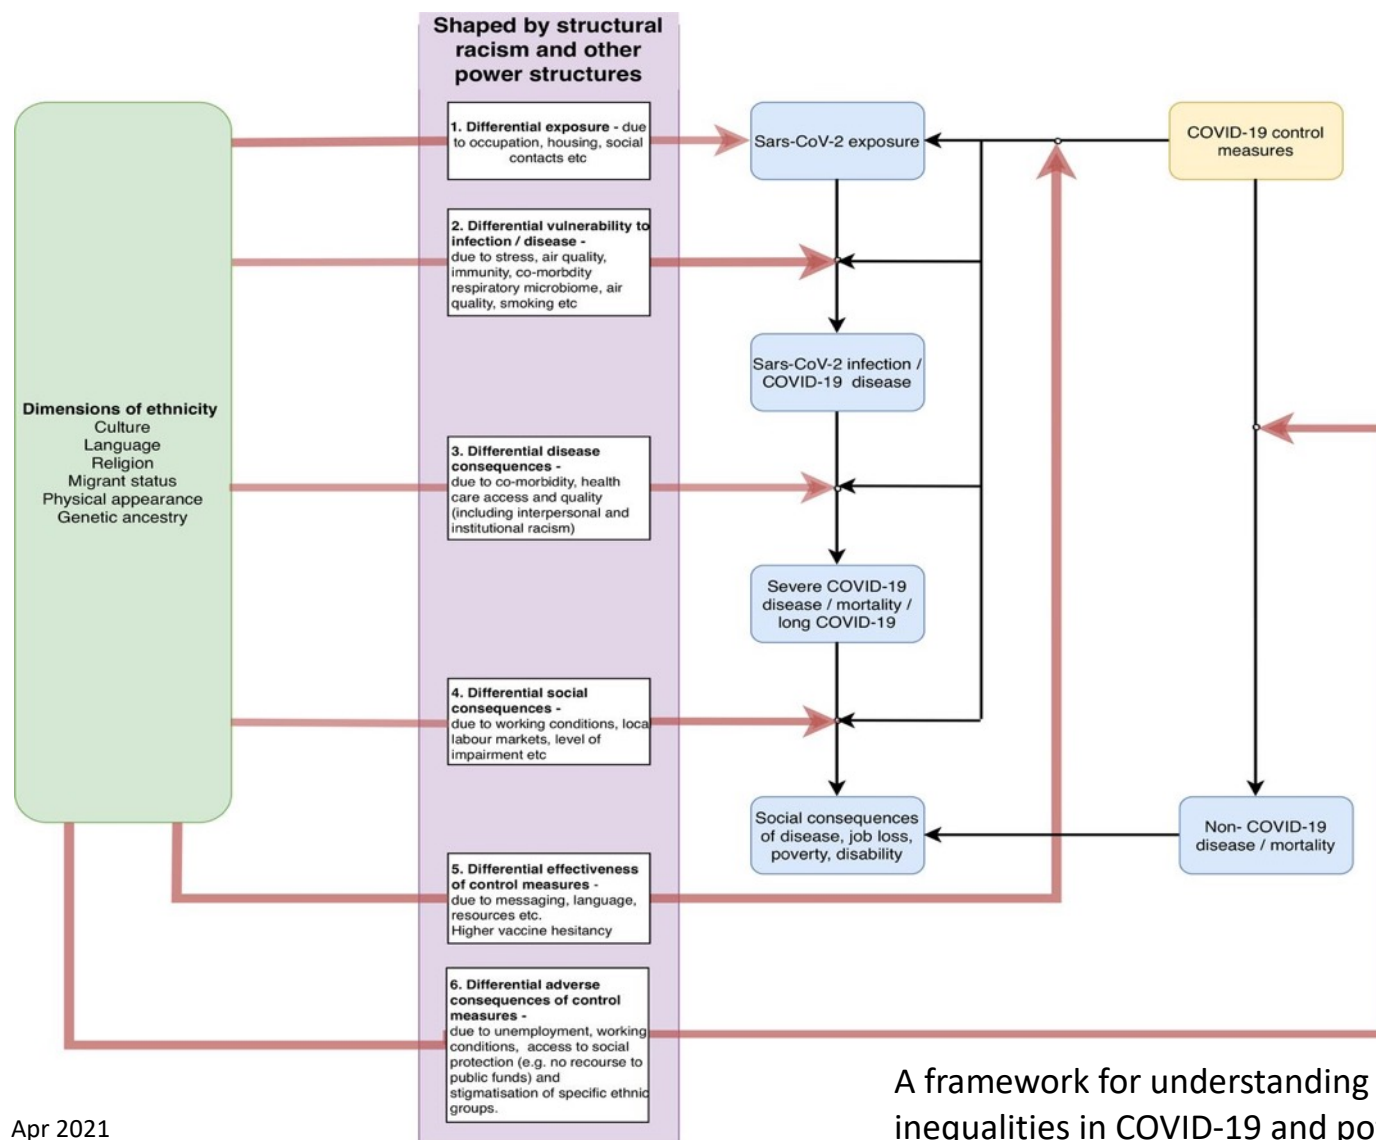 Shaped by structural
racism and other
power structures
Dimensions of ethnicity
Culture
Language
Religion
Migrant status
Physical appearance
Genetic ancestry
1. Differential exposure - due
to occupation, housing, social
contacts etc
2. Differential vulnerability to
infection / disease -
due to stress, air quality,
immunity, co-morbdity
respiratory microbiome, air
quality, smoking etc
3. Differential disease
consequences -
due to co-morbidity, health
care access and quality
(including interpersonal and
institutional racism)
4. Differential social
consequences -
due to working conditions, loca
labour markets, level of
impairment etc
5. Differential effectiveness
of control measures -
due to messaging, language,
resources etc.
Higher vaccine hesitancy
6. Differential adverse
consequences of control
measures -
due to unemployment, working
conditions, access to social
protection (e.g. no recourse to
public funds) and
stigmatisation of specific ethnic
groups.
Sars-CoV-2 exposure
Sars-CoV-2 infection /
COVID-19 disease
Severe COVID-19
disease / mortality /
long COVID-19
Social consequences
of disease, job loss,
poverty, disability
COVID-19 control
measures
Non- COVID-19
disease / mortality
A framework for understanding
inequalities in COVID-19 and po
Apr 2021